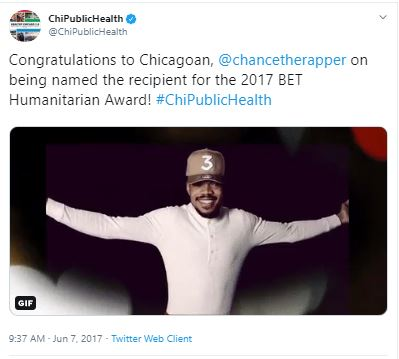 ChiPublicHealth
@ChiPublicHealth
Congratulations to Chicagoan, @chancetherapper on
being named the recipient for the 2017 BET
Humanitarian Award! #ChiPublicHealth
3
GIF
9:37 AM · Jun 7, 2017 · Twitter Web Client